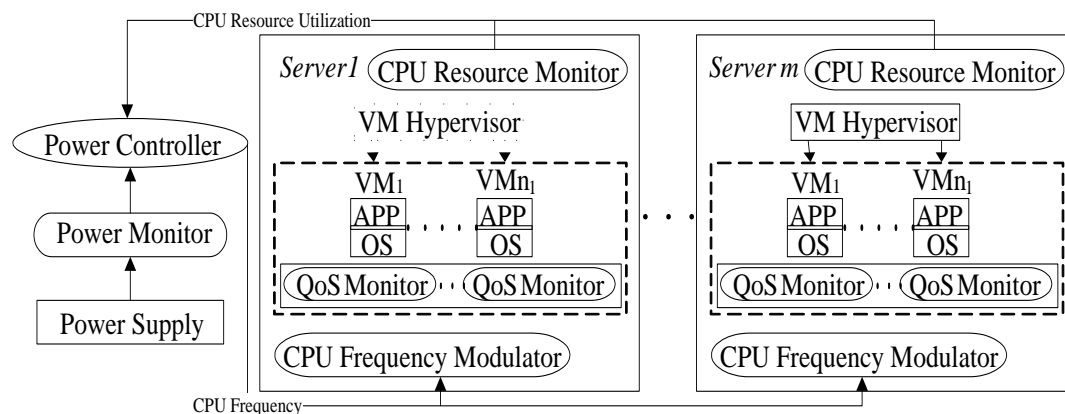 CPU Resource Utilization
Server1
CPU Resource Monitor
VM Hypervisor
VM1
VMn1
APP
APP
OS
OS
QoS Monitor
QoS Monitor
CPU Frequency Modulator
Server m
CPU Resource Monitor
VM Hypervisor
VM1
VMn1
APP
APP
OS
OS
QoS Monitor
QoS Monitor
CPU Frequency Modulator
Power Controller
Power Monitor
Power Supply
CPU Frequency